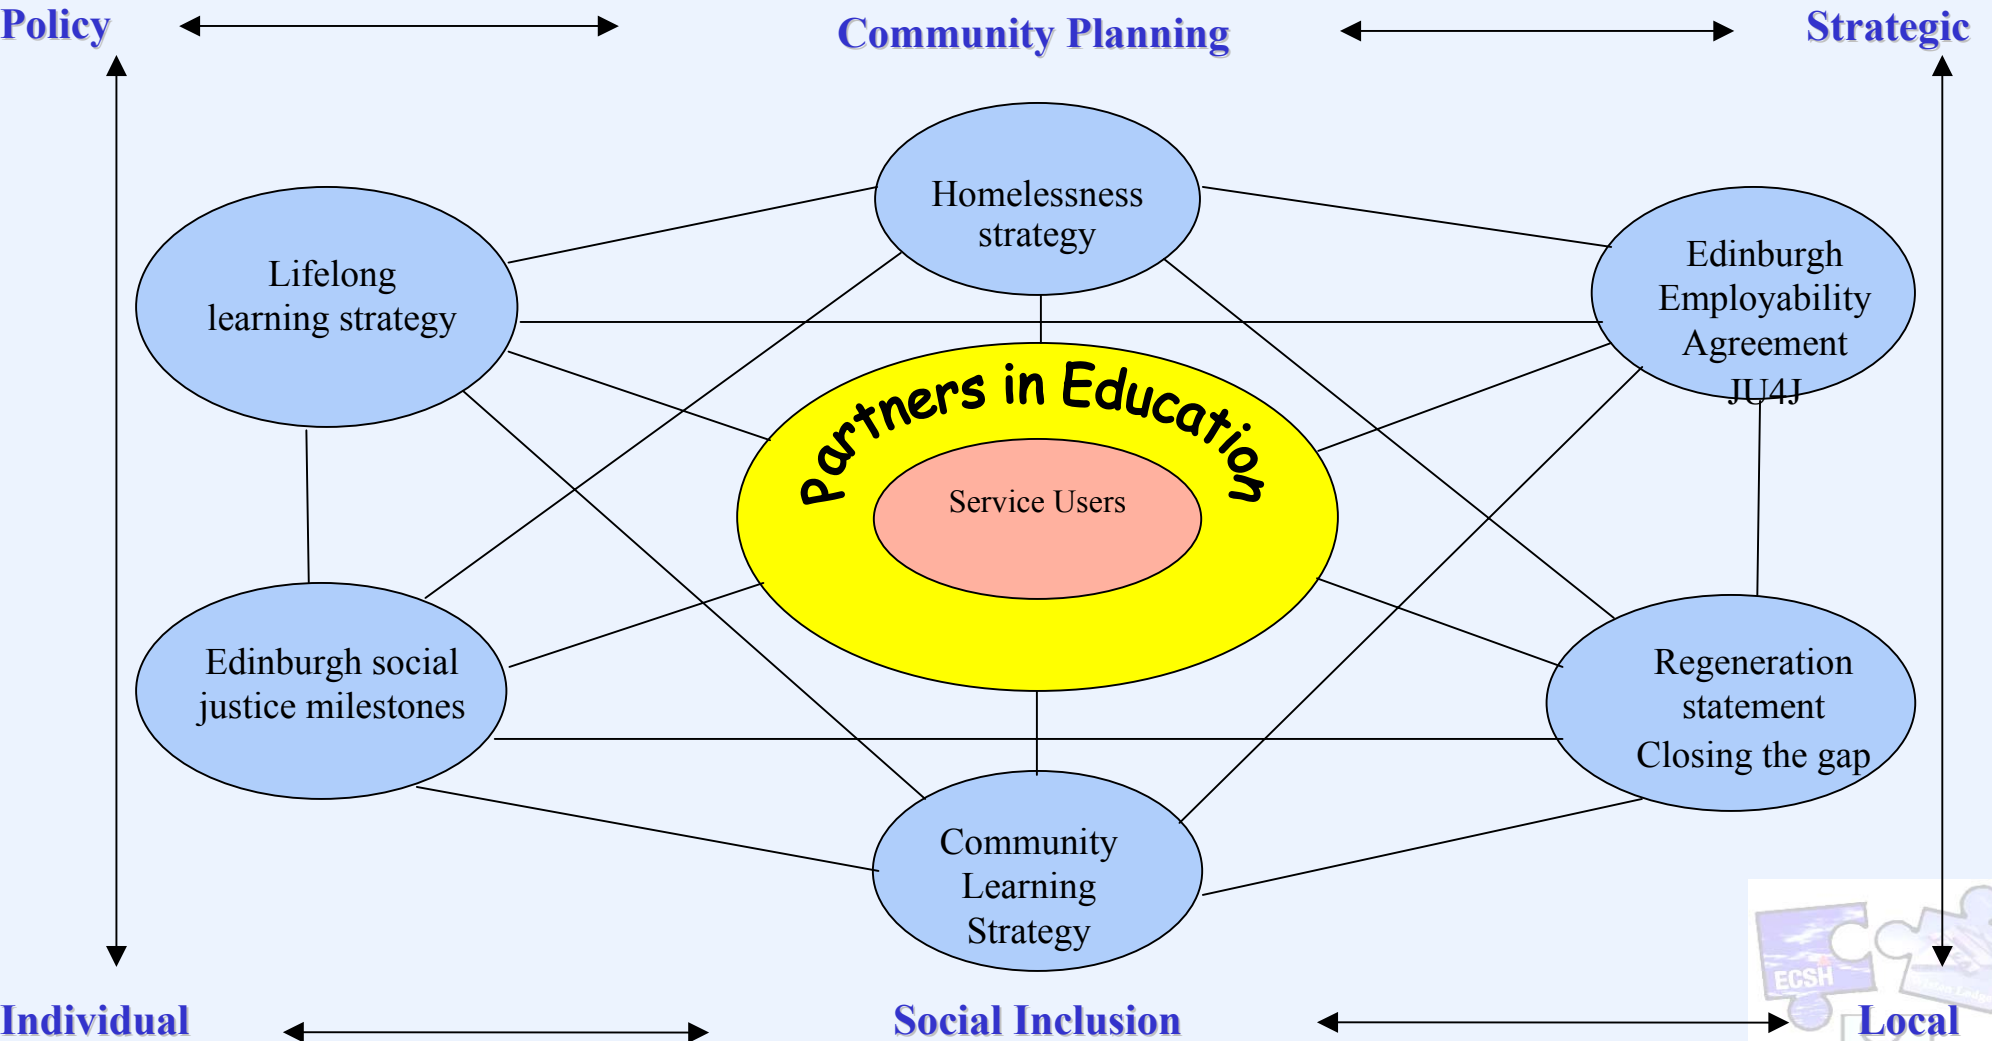 Policy
Community Planning
Strategic
Homelessness
strategy
Lifelong
learning strategy
Edinburgh
Employability
Agreement
JU4J
Partners in Education
Service Users
Edinburgh social
justice milestones
Regeneration
statement
Closing the gap
Community
Learning
Strategy
ECSH
Individual
Social Inclusion
Local